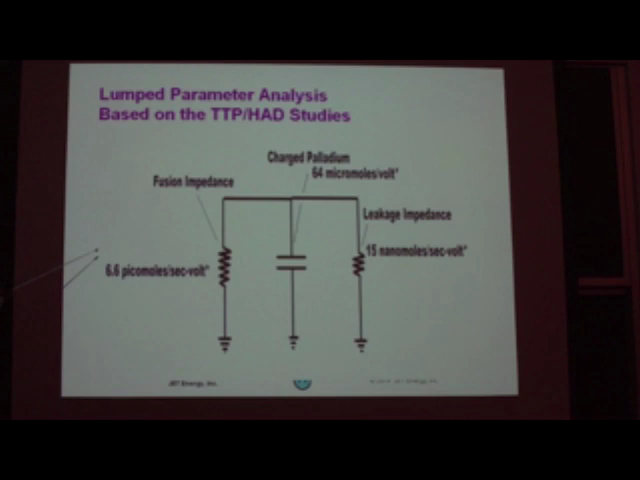 Lumped Parameter Analysis
Based on the TTP/HAD Studies
Charged Palladium
64 micromoles/volt*
Fusion Impedance
Leakage Impedance
15 nanomoles/sec-volt*
6.6 picomoles/sec-volt*
JET Energy, Inc.